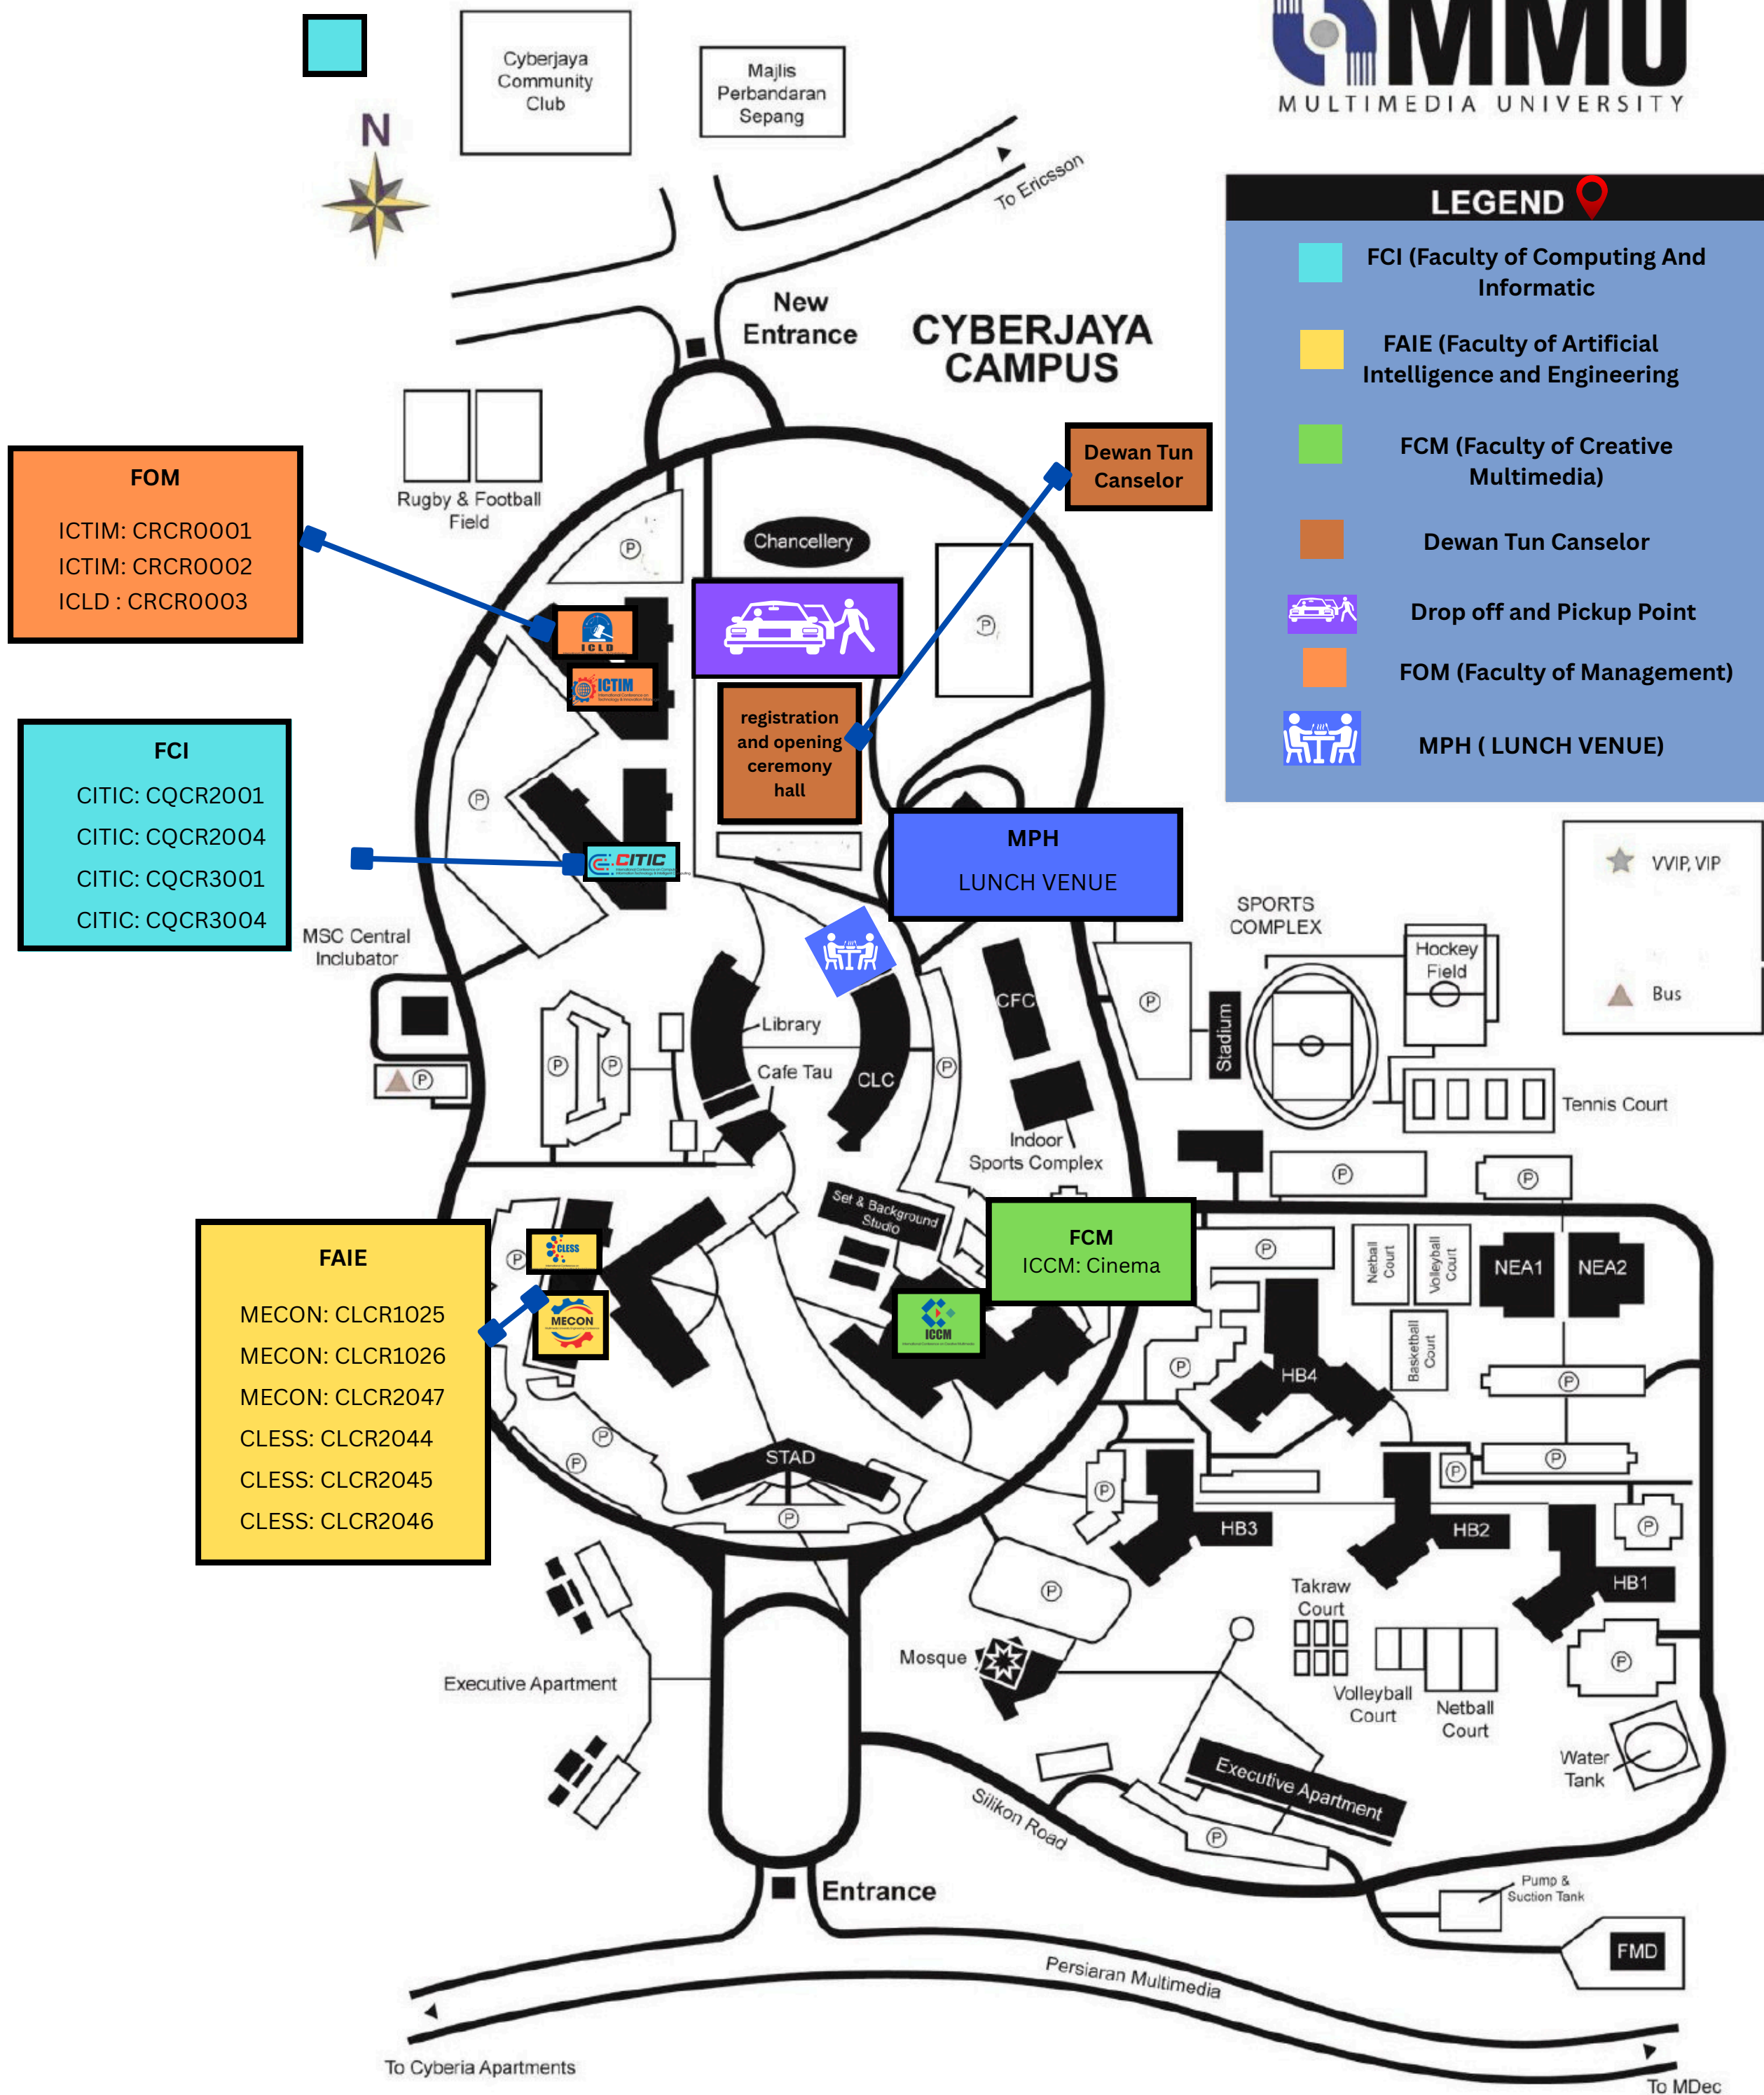 MMU
MULTIMEDIA UNIVERSITY
Cyberjaya
Community
Club
Majlis
Perbandaran
Sepang
N
To Ericsson
New
Entrance
CYBERJAYA
CAMPUS
LEGEND
FCI (Faculty of Computing And
Informatic
FAIE (Faculty of Artificial
Intelligence and Engineering
FCM (Faculty of Creative
Multimedia)
Dewan Tun Canselor
Drop off and Pickup Point
FOM (Faculty of Management)
MPH ( LUNCH VENUE)
Rugby & Football
Field
Dewan Tun
Canselor
FOM
ICTIM: CRCR0001
ICTIM: CRCR0002
ICLD : CRCR0003
P
Chancellery
P
ICLD
ICTIM
registration
and opening
ceremony
hall
FCI
CITIC: CQCR2001
CITIC: CQCR2004
CITIC: CQCR3001
CITIC: CQCR3004
P
CITIC
MPH
LUNCH VENUE
VVIP, VIP
Bus
MSC Central
Incubator
SPORTS
COMPLEX
Hockey
Field
CFC
P
Stadium
Library
Cafe Tau
CLC
P
P
P
P
Tennis Court
Indoor
Sports Complex
P
P
Set & Background
Studio
FCM
ICCM: Cinema
P
Netball
Court
Volleyball
Court
NEA1
NEA2
Basketball
Court
FAIE
MECON: CLCR1025
MECON: CLCR1026
MECON: CLCR2047
CLESS: CLCR2044
CLESS: CLCR2045
CLESS: CLCR2046
P
CLESS
MECON
ICCM
P
HB4
P
P
P
STAD
P
P
P
P
P
HB3
HB2
HB1
P
Takraw
Court
Mosque
P
Executive Apartment
Volleyball
Court
Netball
Court
P
Water
Tank
Executive Apartment
Silikon Road
P
Entrance
Pump &
Suction Tank
FMD
Persiaran Multimedia
To Cyberia Apartments
To MDec